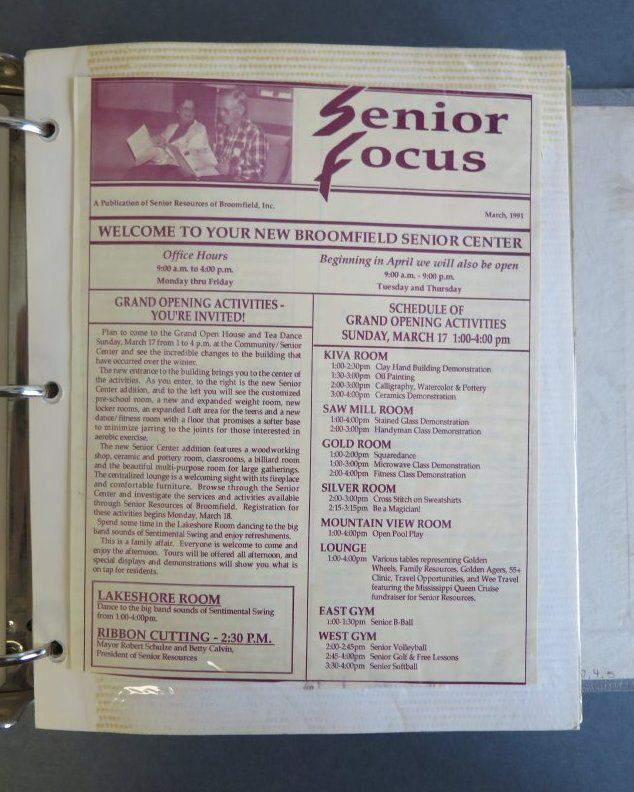 Senior
Focus
A Publication of Senior Resources of Broomfield, Inc.
March, 1991
WELCOME TO YOUR NEW BROOMFIELD SENIOR CENTER
Office Hours
9:00 a.m. to 4:00 p.m.
Monday thru Friday
Beginning in April we will also be open
9:00 a.m. - 9:00 p.m.
Tuesday and Thursday
GRAND OPENING ACTIVITIES -
YOU'RE INVITED!
Plan to come to the Grand Open House and Tea Dance
Sunday, March 17 from 1 to 4 p.m. at the Community/Senior
Center and see the incredible changes to the building that
have occurred over the winter.
The new entrance to the building brings you to the center of
the activities. As you enter, to the right is the new Senior
Center addition, and to the left you will see the customized
pre-school room, a new and expanded weight room, new
locker rooms, an expanded Loft area for the teens and a new
dance/fitness room with a floor that promises a softer base
to minimize jarring to the joints for those interested in
aerobic exercise.
The new Senior Center addition features a woodworking
shop, ceramic and pottery room, classrooms, a billiard room
and the beautiful multi-purpose room for large gatherings.
The centralized lounge is a welcoming sight with its fireplace
and comfortable furniture. Browse through the Senior
Center and investigate the services and activities available
through Senior Resources of Broomfield. Registration for
these activities begins Monday, March 18.
Spend some time in the Lakeshore Room dancing to the big
band sounds of Sentimental Swing and enjoy refreshments.
This is a family affair. Everyone is welcome to come and
enjoy the afternoon. Tours will be offered all afternoon, and
special displays and demonstrations will show you what is
on tap for residents.
LAKESHORE ROOM
Dance to the big band sounds of Sentimental Swing
from 1:00-4:00pm.
RIBBON CUTTING - 2:30 P.M.
Mayor Robert Schulze and Betty Calvin,
President of Senior Resources
SCHEDULE OF
GRAND OPENING ACTIVITIES
SUNDAY, MARCH 17 1:00-4:00 pm
KIVA ROOM
1:00-2:30pm Clay Hand Building Demonstration
1:30-3:00pm Oil Painting
2:00-3:00pm Calligraphy, Watercolor & Pottery
3:00-4:00pm Ceramics Demonstration
SAW MILL ROOM
1:00-4:00pm Stained Glass Demonstration
2:00-3:00pm Handyman Class Demonstration
GOLD ROOM
1:00-2:00pm Squaredance
1:00-3:00pm Microwave Class Demonstration
2:00-4:00pm Fitness Class Demonstration
SILVER ROOM
2:00-3:00pm Cross Stitch on Sweatshirts
2:15-3:15pm Be a Magician!
MOUNTAIN VIEW ROOM
1:00-4:00pm Open Pool Play
LOUNGE
1:00-4:00pm Various tables representing Golden
Wheels, Family Resources, Golden Agers, 55+
Clinic, Travel Opportunities, and Wee Travel
featuring the Mississippi Queen Cruise
fundraiser for Senior Resources.
EAST GYM
1:00-1:30pm Senior B-Ball
WEST GYM
2:00-2:45pm Senior Volleyball
2:45-4:00pm Senior Golf & Free Lessons
3:30-4:00pm Senior Softball